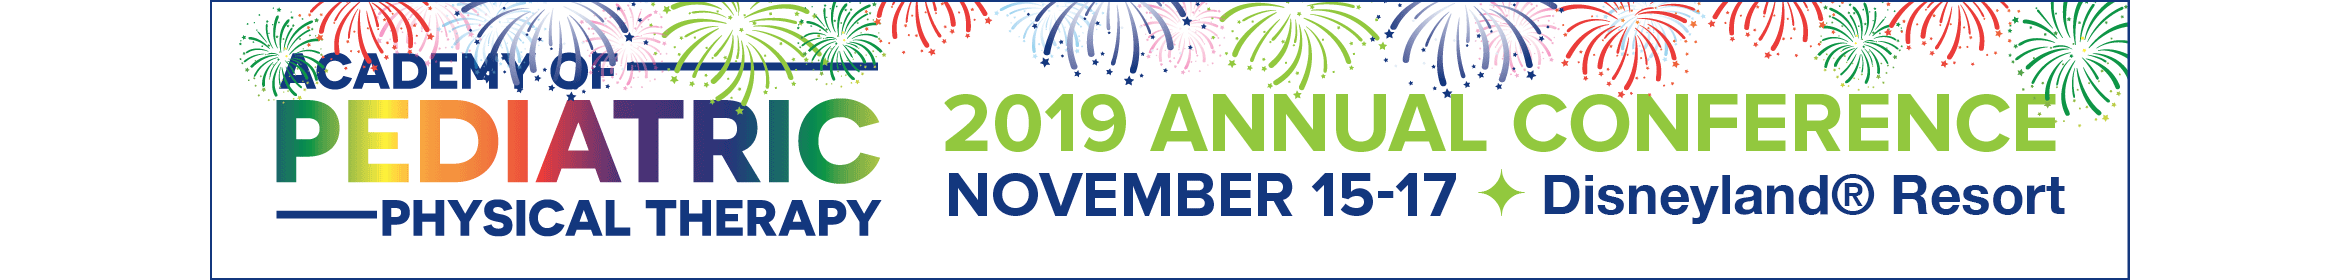 ACADEMY OF
PEDIATRIC
PHYSICAL THERAPY
2019 ANNUAL CONFERENCE
NOVEMBER 15-17 ✦ Disneyland® Resort